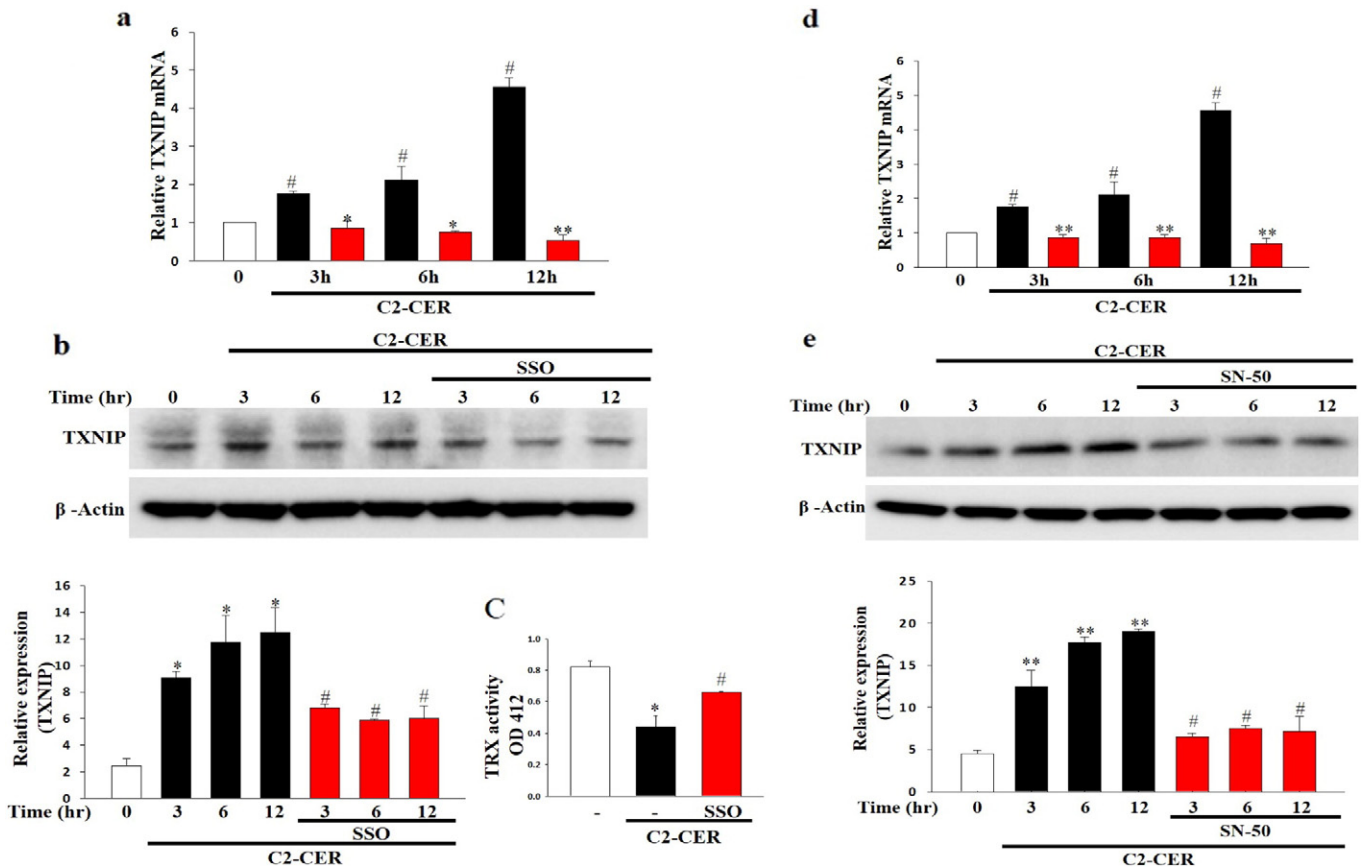 a
Relative TXNIP mRNA
6
5
4
3
2
1
0
#
#
#
*
*
**
0 3h 6h 12h
C2-CER
d
Relative TXNIP mRNA
6
5
4
3
2
1
0
#
#
#
**
**
**
0 3h 6h 12h
C2-CER
b
C2-CER
SSO
Time (hr) 0 3 6 12 3 6 12
TXNIP
β -Actin
Relative expression
(TXNIP)
16
14
12
10
8
6
4
2
0
*
*
*
#
#
#
Time (hr) 0 3 6 12 3 6 12
SSO
C2-CER
C
TRX activity
OD 412
1.0
0.8
0.6
0.4
0.2
0.0
*
#
- - SSO
C2-CER
e
C2-CER
SN-50
Time (hr) 0 3 6 12 3 6 12
TXNIP
β -Actin
Relative expression
(TXNIP)
25
20
15
10
5
0
**
**
**
#
#
#
Time (hr) 0 3 6 12 3 6 12
SN-50
C2-CER